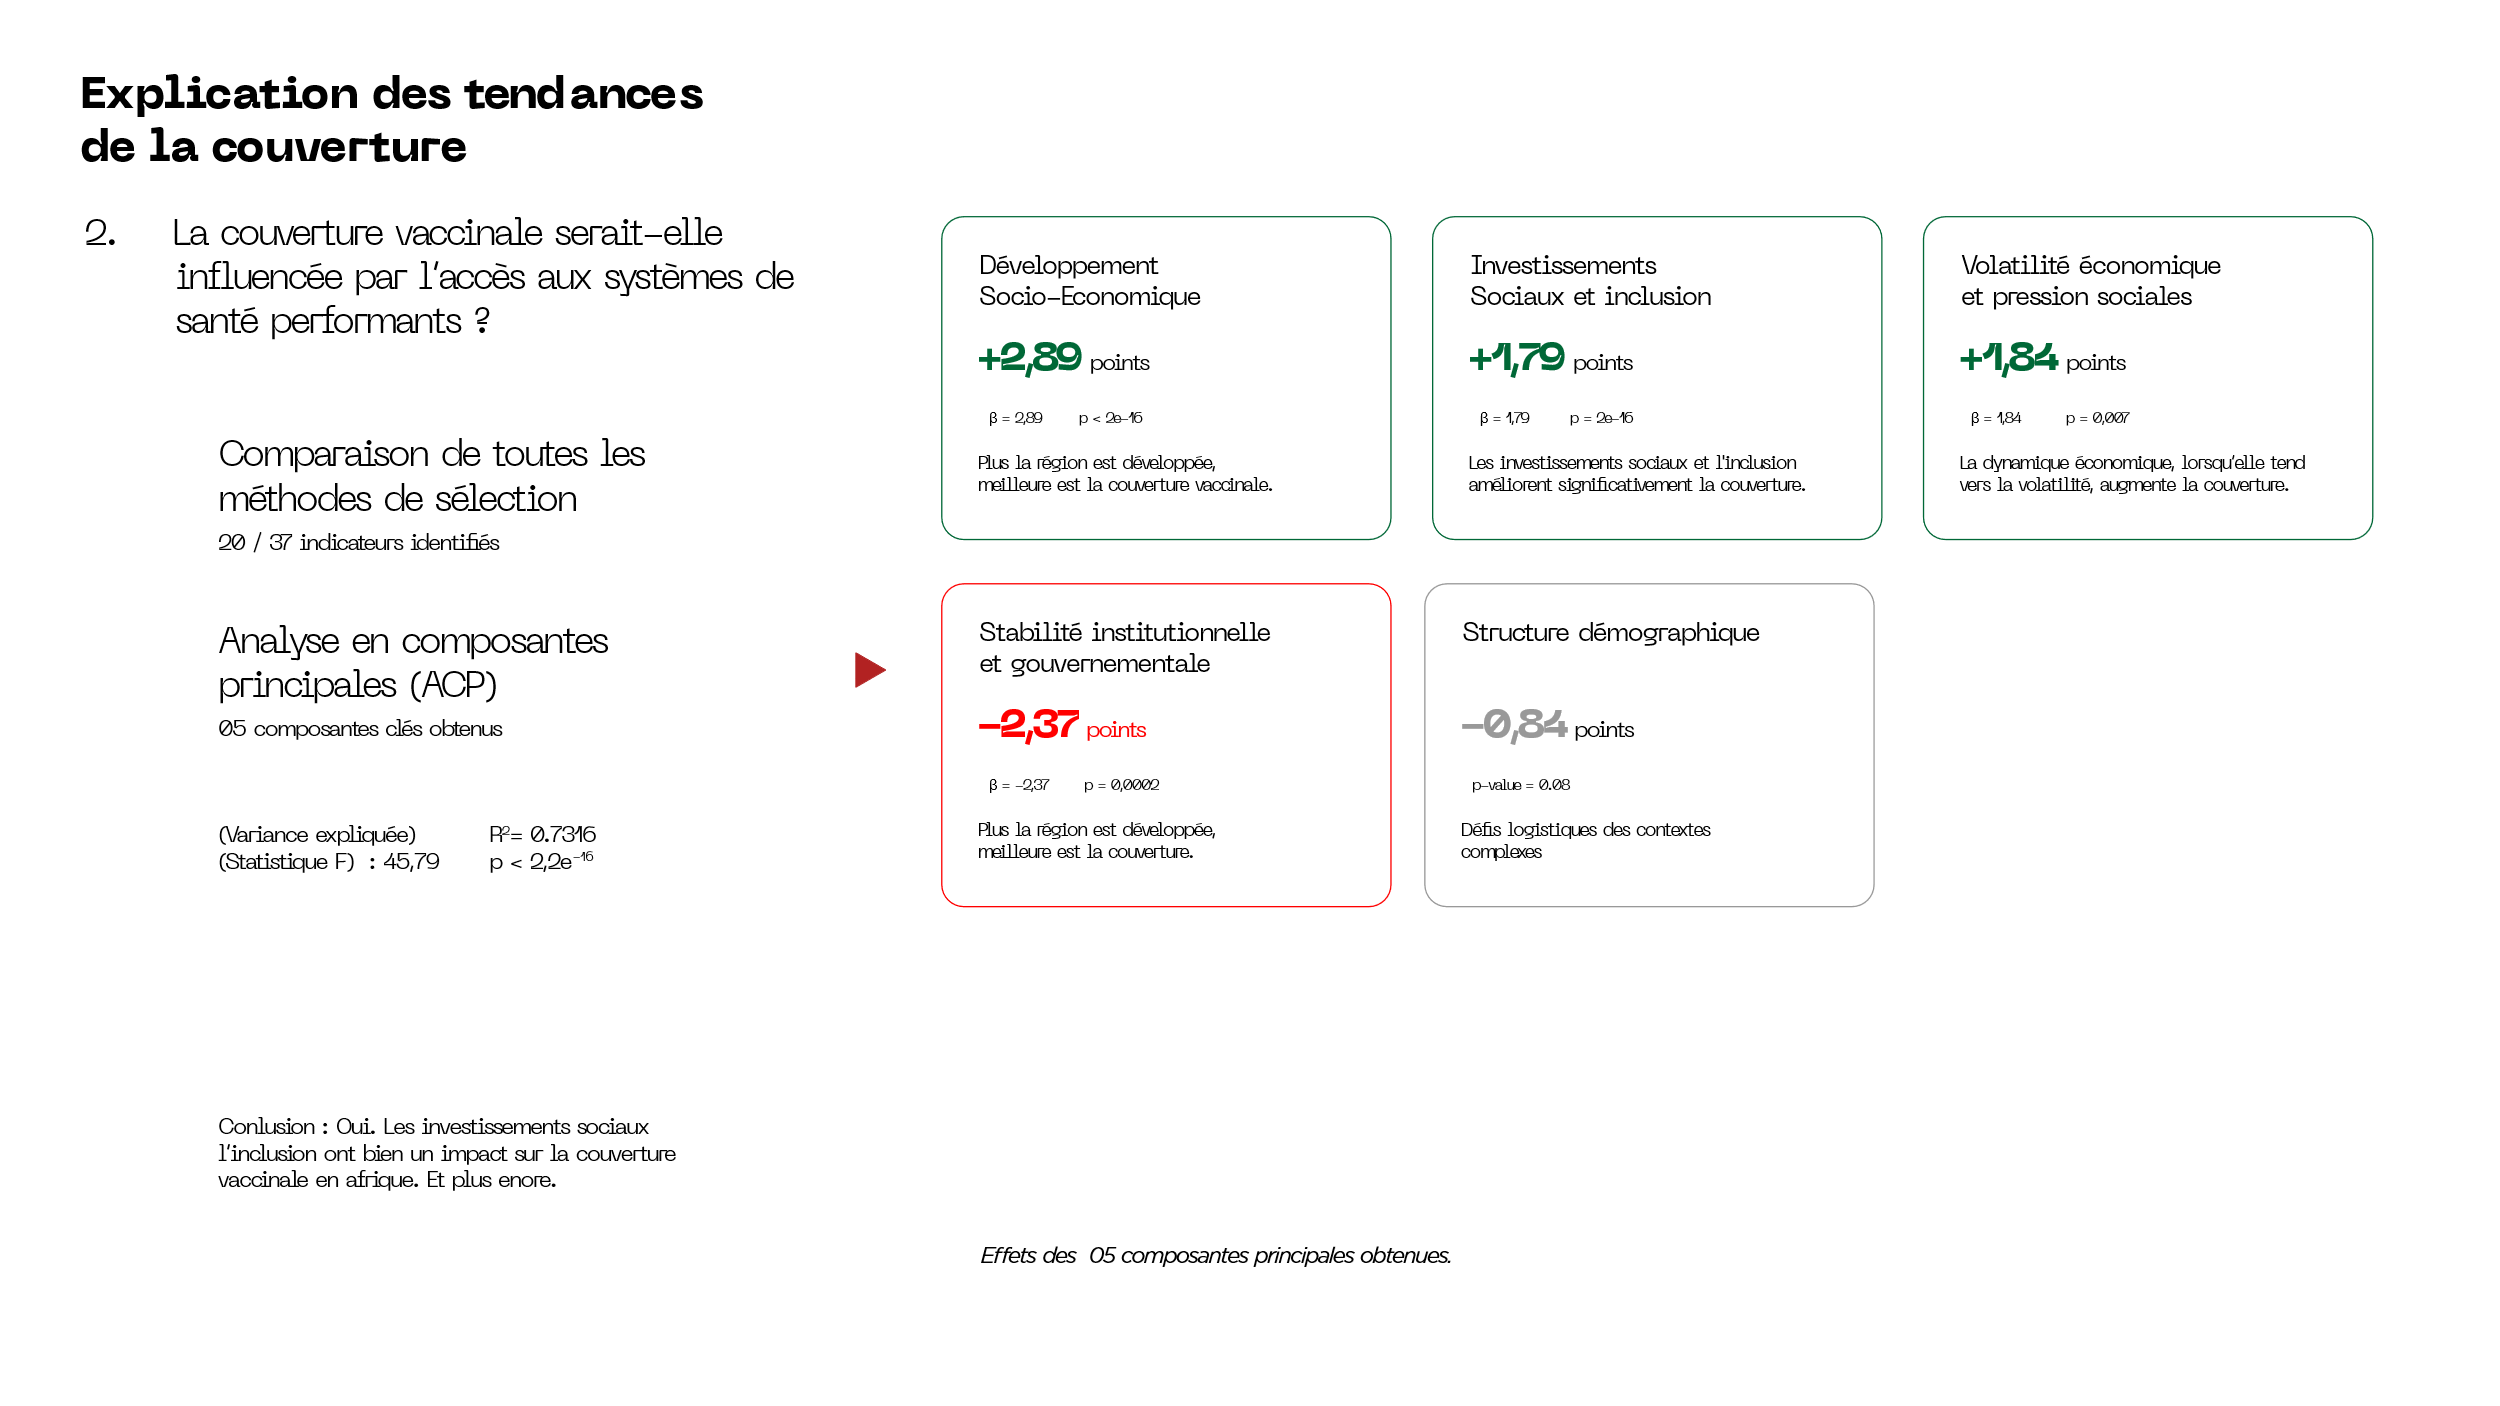 Explication des tendances
de la couverture
2. La couverture vaccinale serait-elle
influencée par l'accès aux systèmes de
santé performants ?
Comparaison de toutes les
méthodes de sélection
20 / 37 indicateurs identifiés
Analyse en composantes
principales (ACP)
05 composantes clés obtenus
(Variance expliquée) R²= 0.7316
(Statistique F) : 45,79 p < 2,2e⁻¹⁶
Conlusion : Oui. Les investissements sociaux
l'inclusion ont bien un impact sur la couverture
vaccinale en afrique. Et plus enore.
Développement
Socio-Economique
+2,89 points
β = 2,89 p < 2e-16
Plus la région est développée,
meilleure est la couverture vaccinale.
Investissements
Sociaux et inclusion
+1,79 points
β = 1,79 p = 2e-16
Les investissements sociaux et l'inclusion
améliorent significativement la couverture.
Volatilité économique
et pression sociales
+1,84 points
β = 1,84 p = 0,007
La dynamique économique, lorsqu'elle tend
vers la volatilité, augmente la couverture.
Stabilité institutionnelle
et gouvernementale
-2,37 points
β = -2,37 p = 0,0002
Plus la région est développée,
meilleure est la couverture.
Structure démographique
-0,84 points
p-value = 0.08
Défis logistiques des contextes
complexes
Effets des 05 composantes principales obtenues.